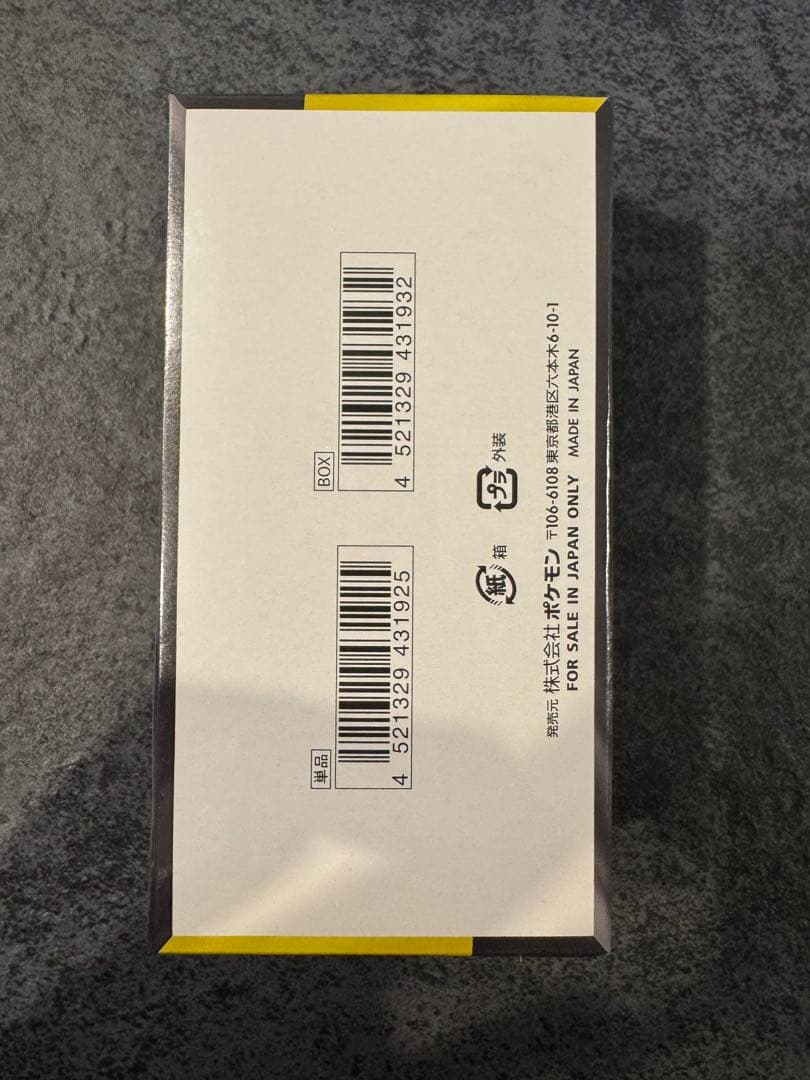 単品
4 521329 431925
BOX
4 521329 431932
紙 箱
プラ 外装
発売元 株式会社 ポケモン 〒106-6108 東京都港区六本木6-10-1
FOR SALE IN JAPAN ONLY MADE IN JAPAN